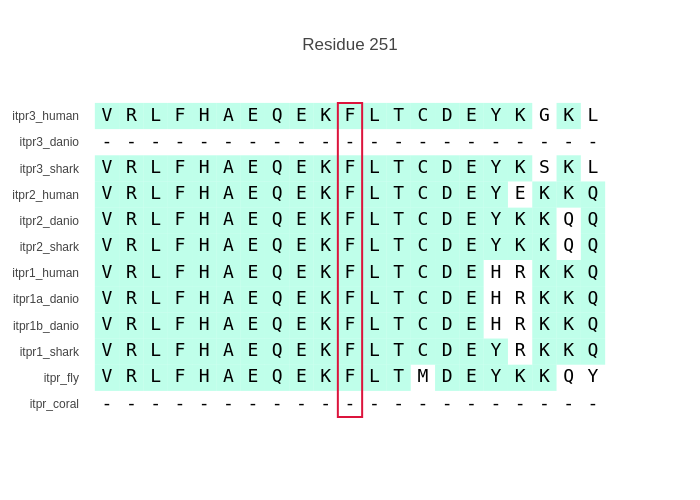 Residue 251
itpr3_human V R L F H A E Q E K F L T C D E Y K G K L
itpr3_danio - - - - - - - - - - - - - - - - - - - - -
itpr3_shark V R L F H A E Q E K F L T C D E Y K S K L
itpr2_human V R L F H A E Q E K F L T C D E Y E K K Q
itpr2_danio V R L F H A E Q E K F L T C D E Y K K Q Q
itpr2_shark V R L F H A E Q E K F L T C D E Y K K Q Q
itpr1_human V R L F H A E Q E K F L T C D E H R K K Q
itpr1a_danio V R L F H A E Q E K F L T C D E H R K K Q
itpr1b_danio V R L F H A E Q E K F L T C D E H R K K Q
itpr1_shark V R L F H A E Q E K F L T C D E Y R K K Q
itpr_fly V R L F H A E Q E K F L T M D E Y K K Q Y
itpr_coral - - - - - - - - - - - - - - - - - - - - -